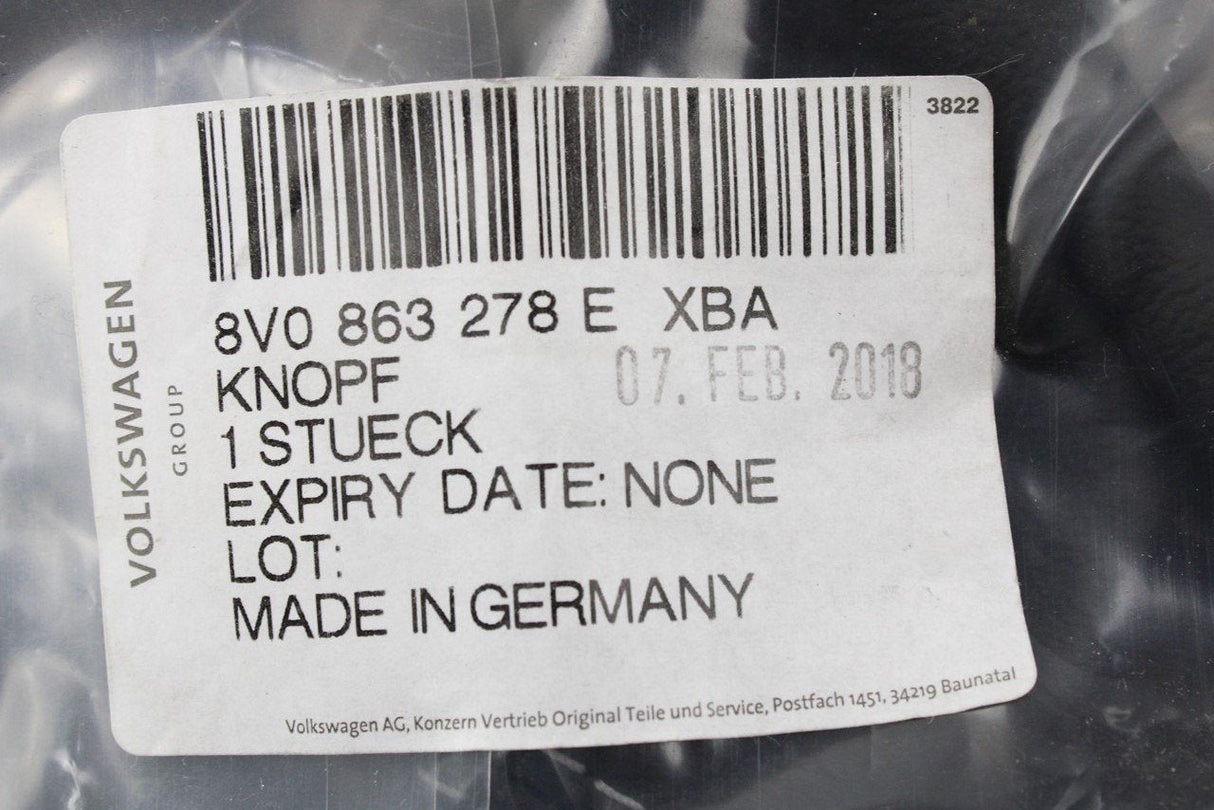 3822
8V0 863 278 E XBA
KNOPF
07. FEB. 2018
1 STUECK
EXPIRY DATE: NONE
LOT:
MADE IN GERMANY
VOLKSWAGEN
GROUP
Volkswagen AG, Konzern Vertrieb Original Teile und Service, Postfach 1451, 34219 Baunatal